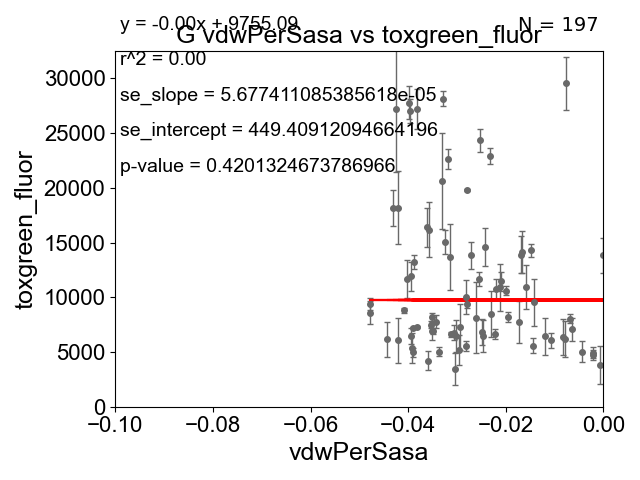 y = -0.00x + 9755.09
N = 197
G vdwPerSasa vs toxgreen_fluor
r^2 = 0.00
se_slope = 5.677411085385618e-05
se_intercept = 449.40912094664196
p-value = 0.4201324673786966
toxgreen_fluor
30000
25000
20000
15000
10000
5000
0
−0.10 −0.08 −0.06 −0.04 −0.02 0.00
vdwPerSasa